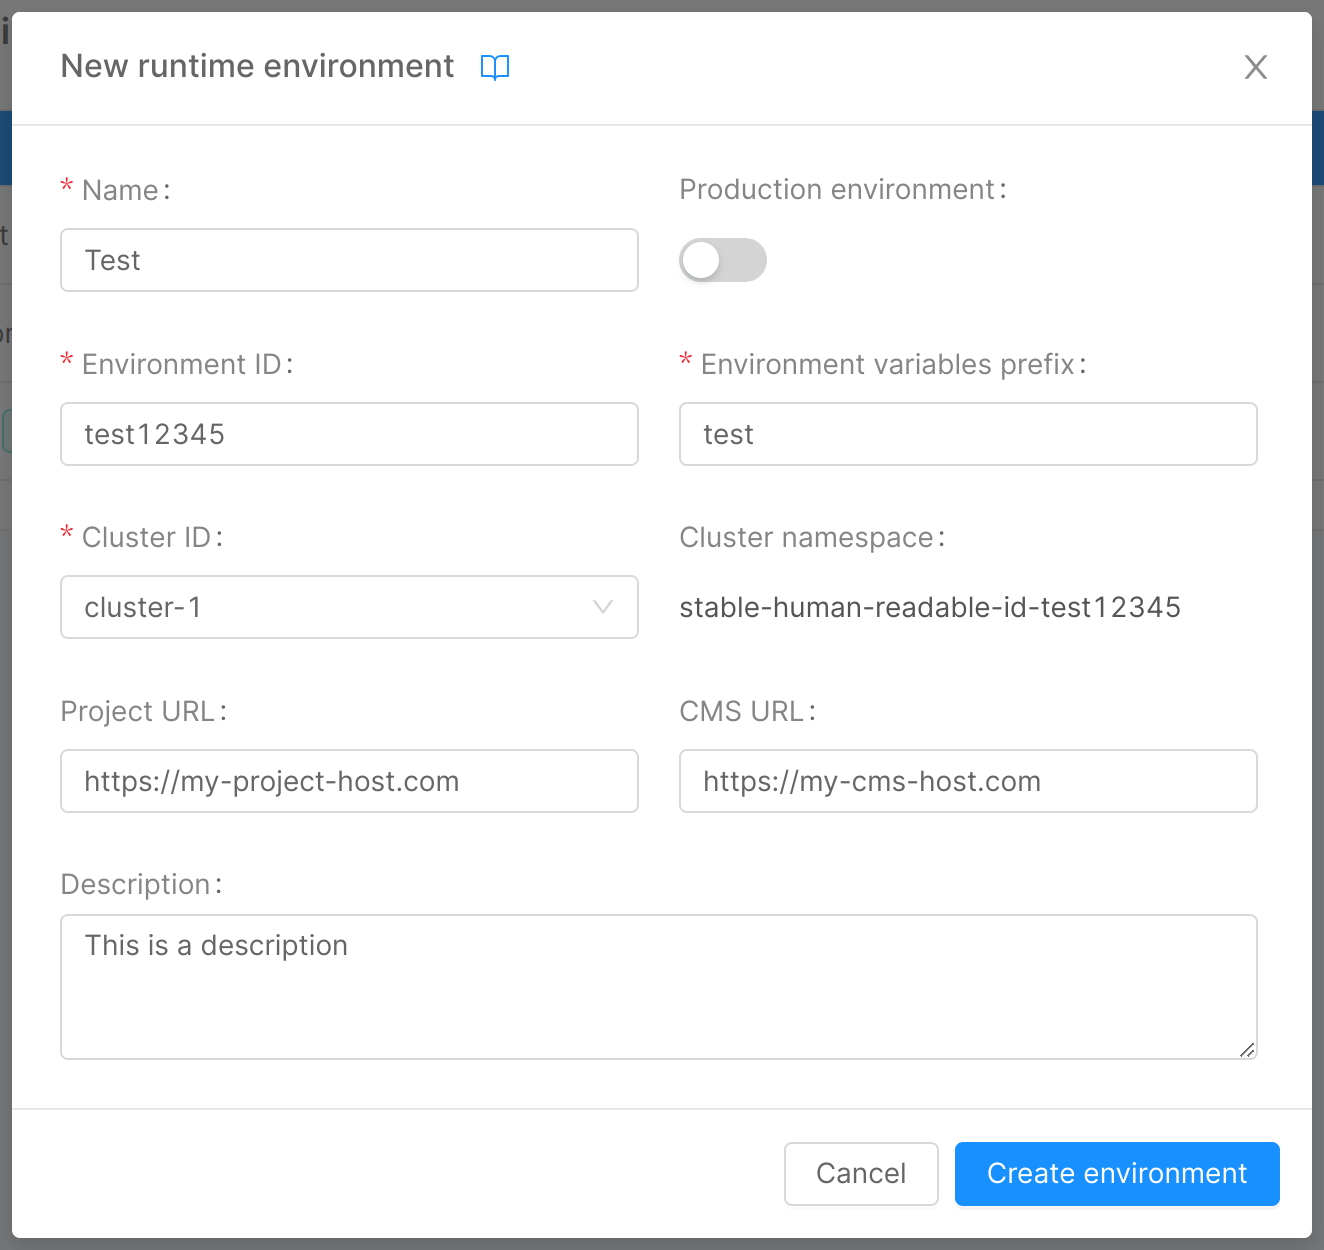 New runtime environment
* Name:
Production environment:
Test
* Environment ID:
* Environment variables prefix:
test12345
test
* Cluster ID:
Cluster namespace:
cluster-1
stable-human-readable-id-test12345
Project URL:
CMS URL:
https://my-project-host.com
https://my-cms-host.com
Description:
This is a description
Cancel
Create environment